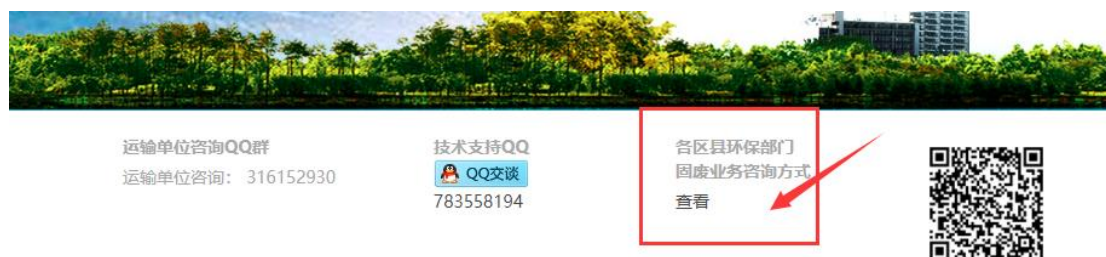 运输单位咨询QQ群
运输单位咨询： 316152930
技术支持QQ
QQ交谈
783558194
各区县环保部门
固废业务咨询方式
查看